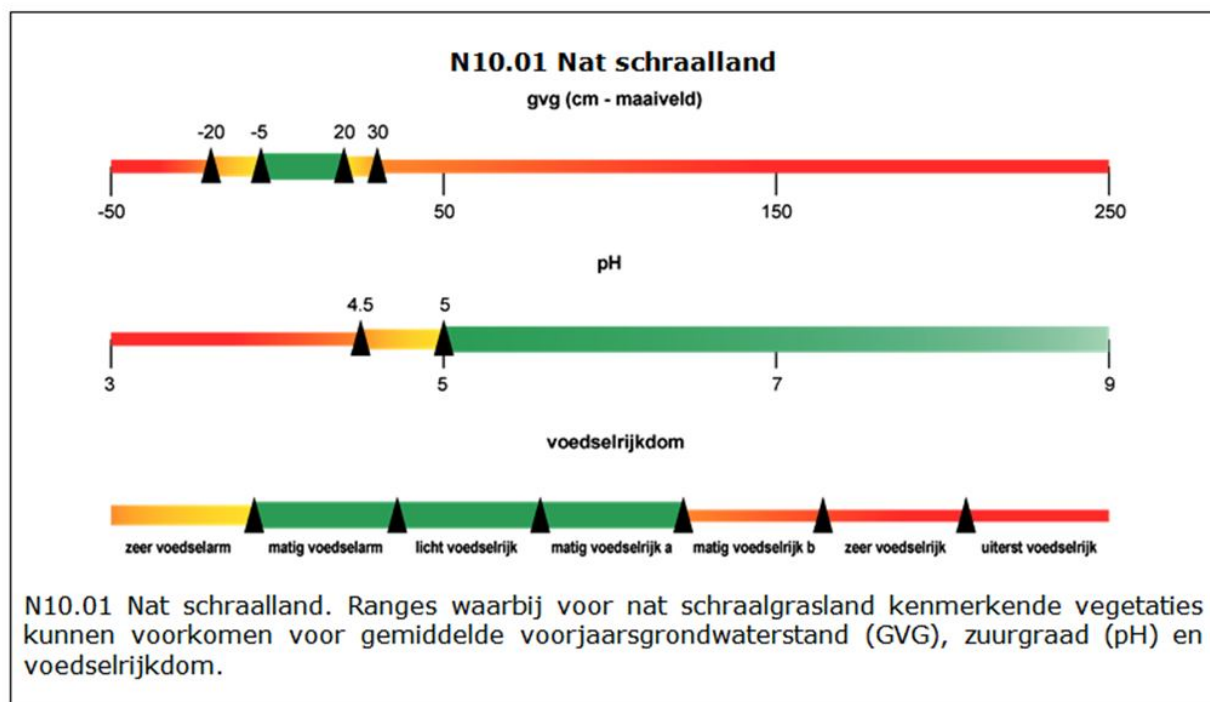 N10.01 Nat schraalland
gvg (cm - maaiveld)
-20 -5 20 30
-50 50 150 250
pH
4.5 5
3 5 7 9
voedselrijkdom
zeer voedselarm matig voedselarm licht voedselrijk matig voedselrijk a matig voedselrijk b zeer voedselrijk uiterst voedselrijk
N10.01 Nat schraalland. Ranges waarbij voor nat schraalgrasland kenmerkende vegetaties
kunnen voorkomen voor gemiddelde voorjaarsgrondwaterstand (GVG), zuurgraad (pH) en
voedselrijkdom.